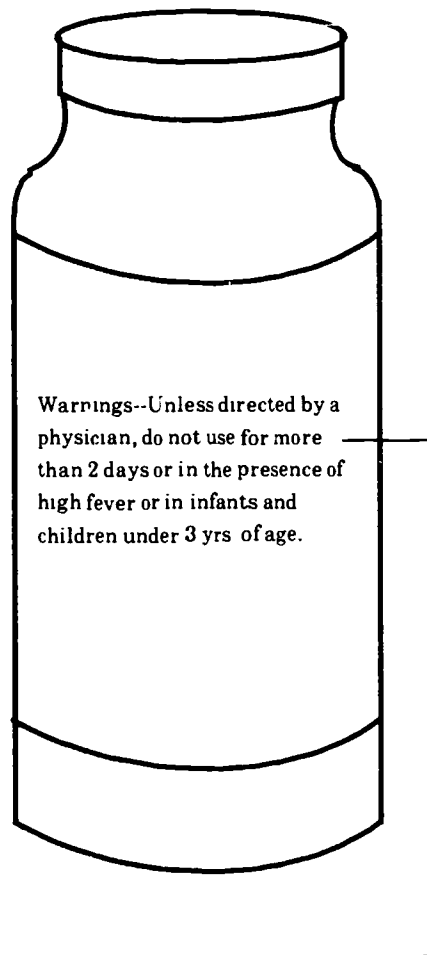 Warnings--Unless directed by a
physician, do not use for more
than 2 days or in the presence of
high fever or in infants and
children under 3 yrs of age.